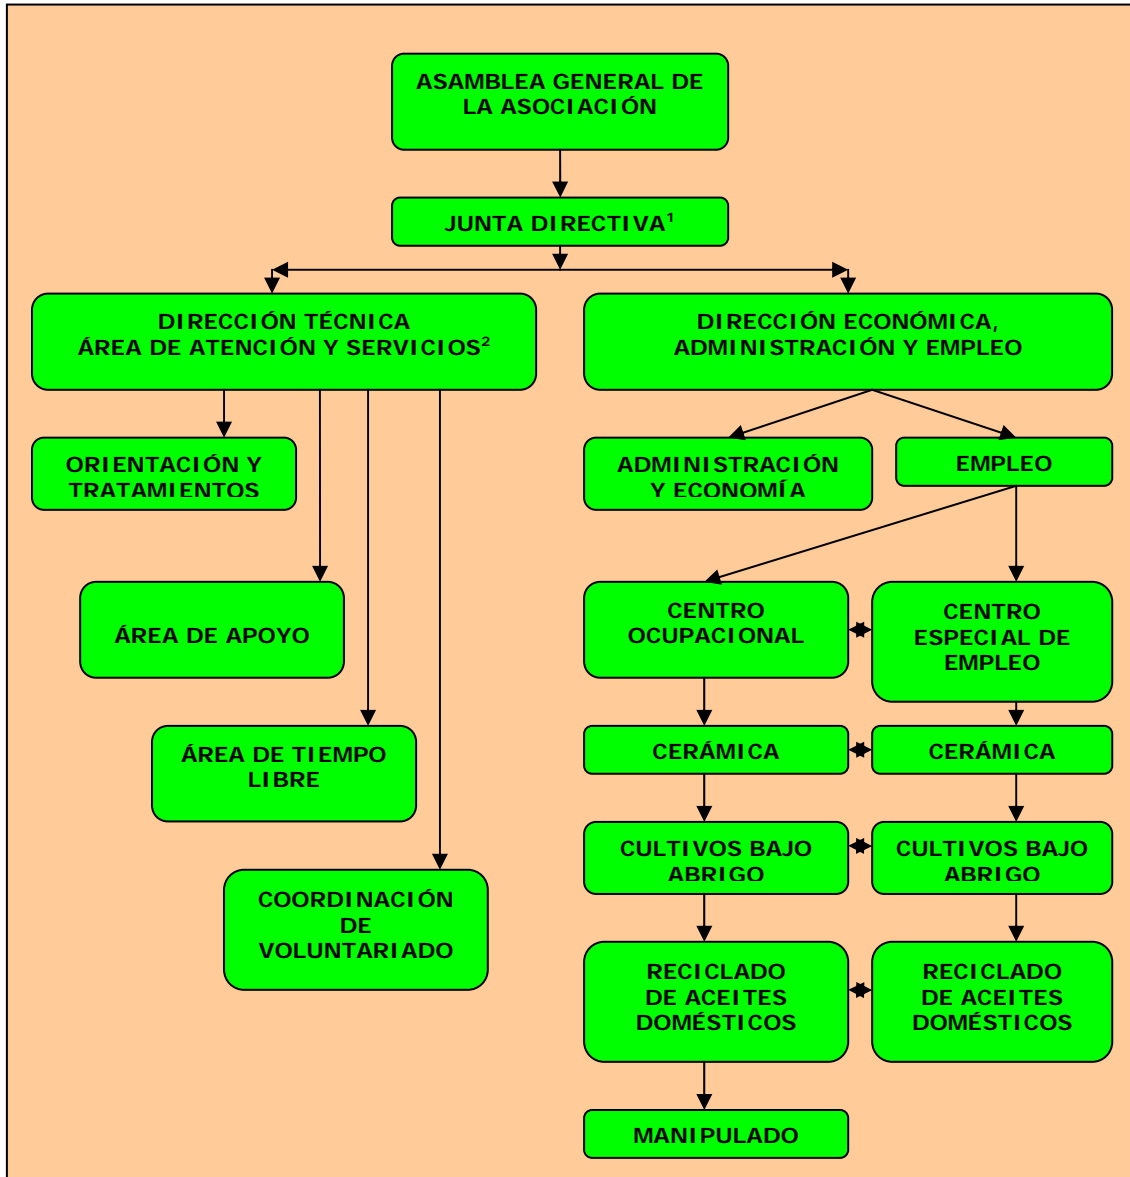 ASAMBLEA GENERAL DE
LA ASOCIACIÓN
JUNTA DIRECTIVA¹
DIRECCIÓN TÉCNICA
ÁREA DE ATENCIÓN Y SERVICIOS²
DIRECCIÓN ECONÓMICA,
ADMINISTRACIÓN Y EMPLEO
ORIENTACIÓN Y
TRATAMIENTOS
ADMINISTRACIÓN
Y ECONOMÍA
EMPLEO
ÁREA DE APOYO
CENTRO
OCUPACIONAL
CENTRO
ESPECIAL DE
EMPLEO
ÁREA DE TIEMPO
LIBRE
CERÁMICA
CERÁMICA
CULTIVOS BAJO
ABRIGO
CULTIVOS BAJO
ABRIGO
COORDINACIÓN
DE
VOLUNTARIADO
RECICLADO
DE ACEITES
DOMÉSTICOS
RECICLADO
DE ACEITES
DOMÉSTICOS
MANIPULADO